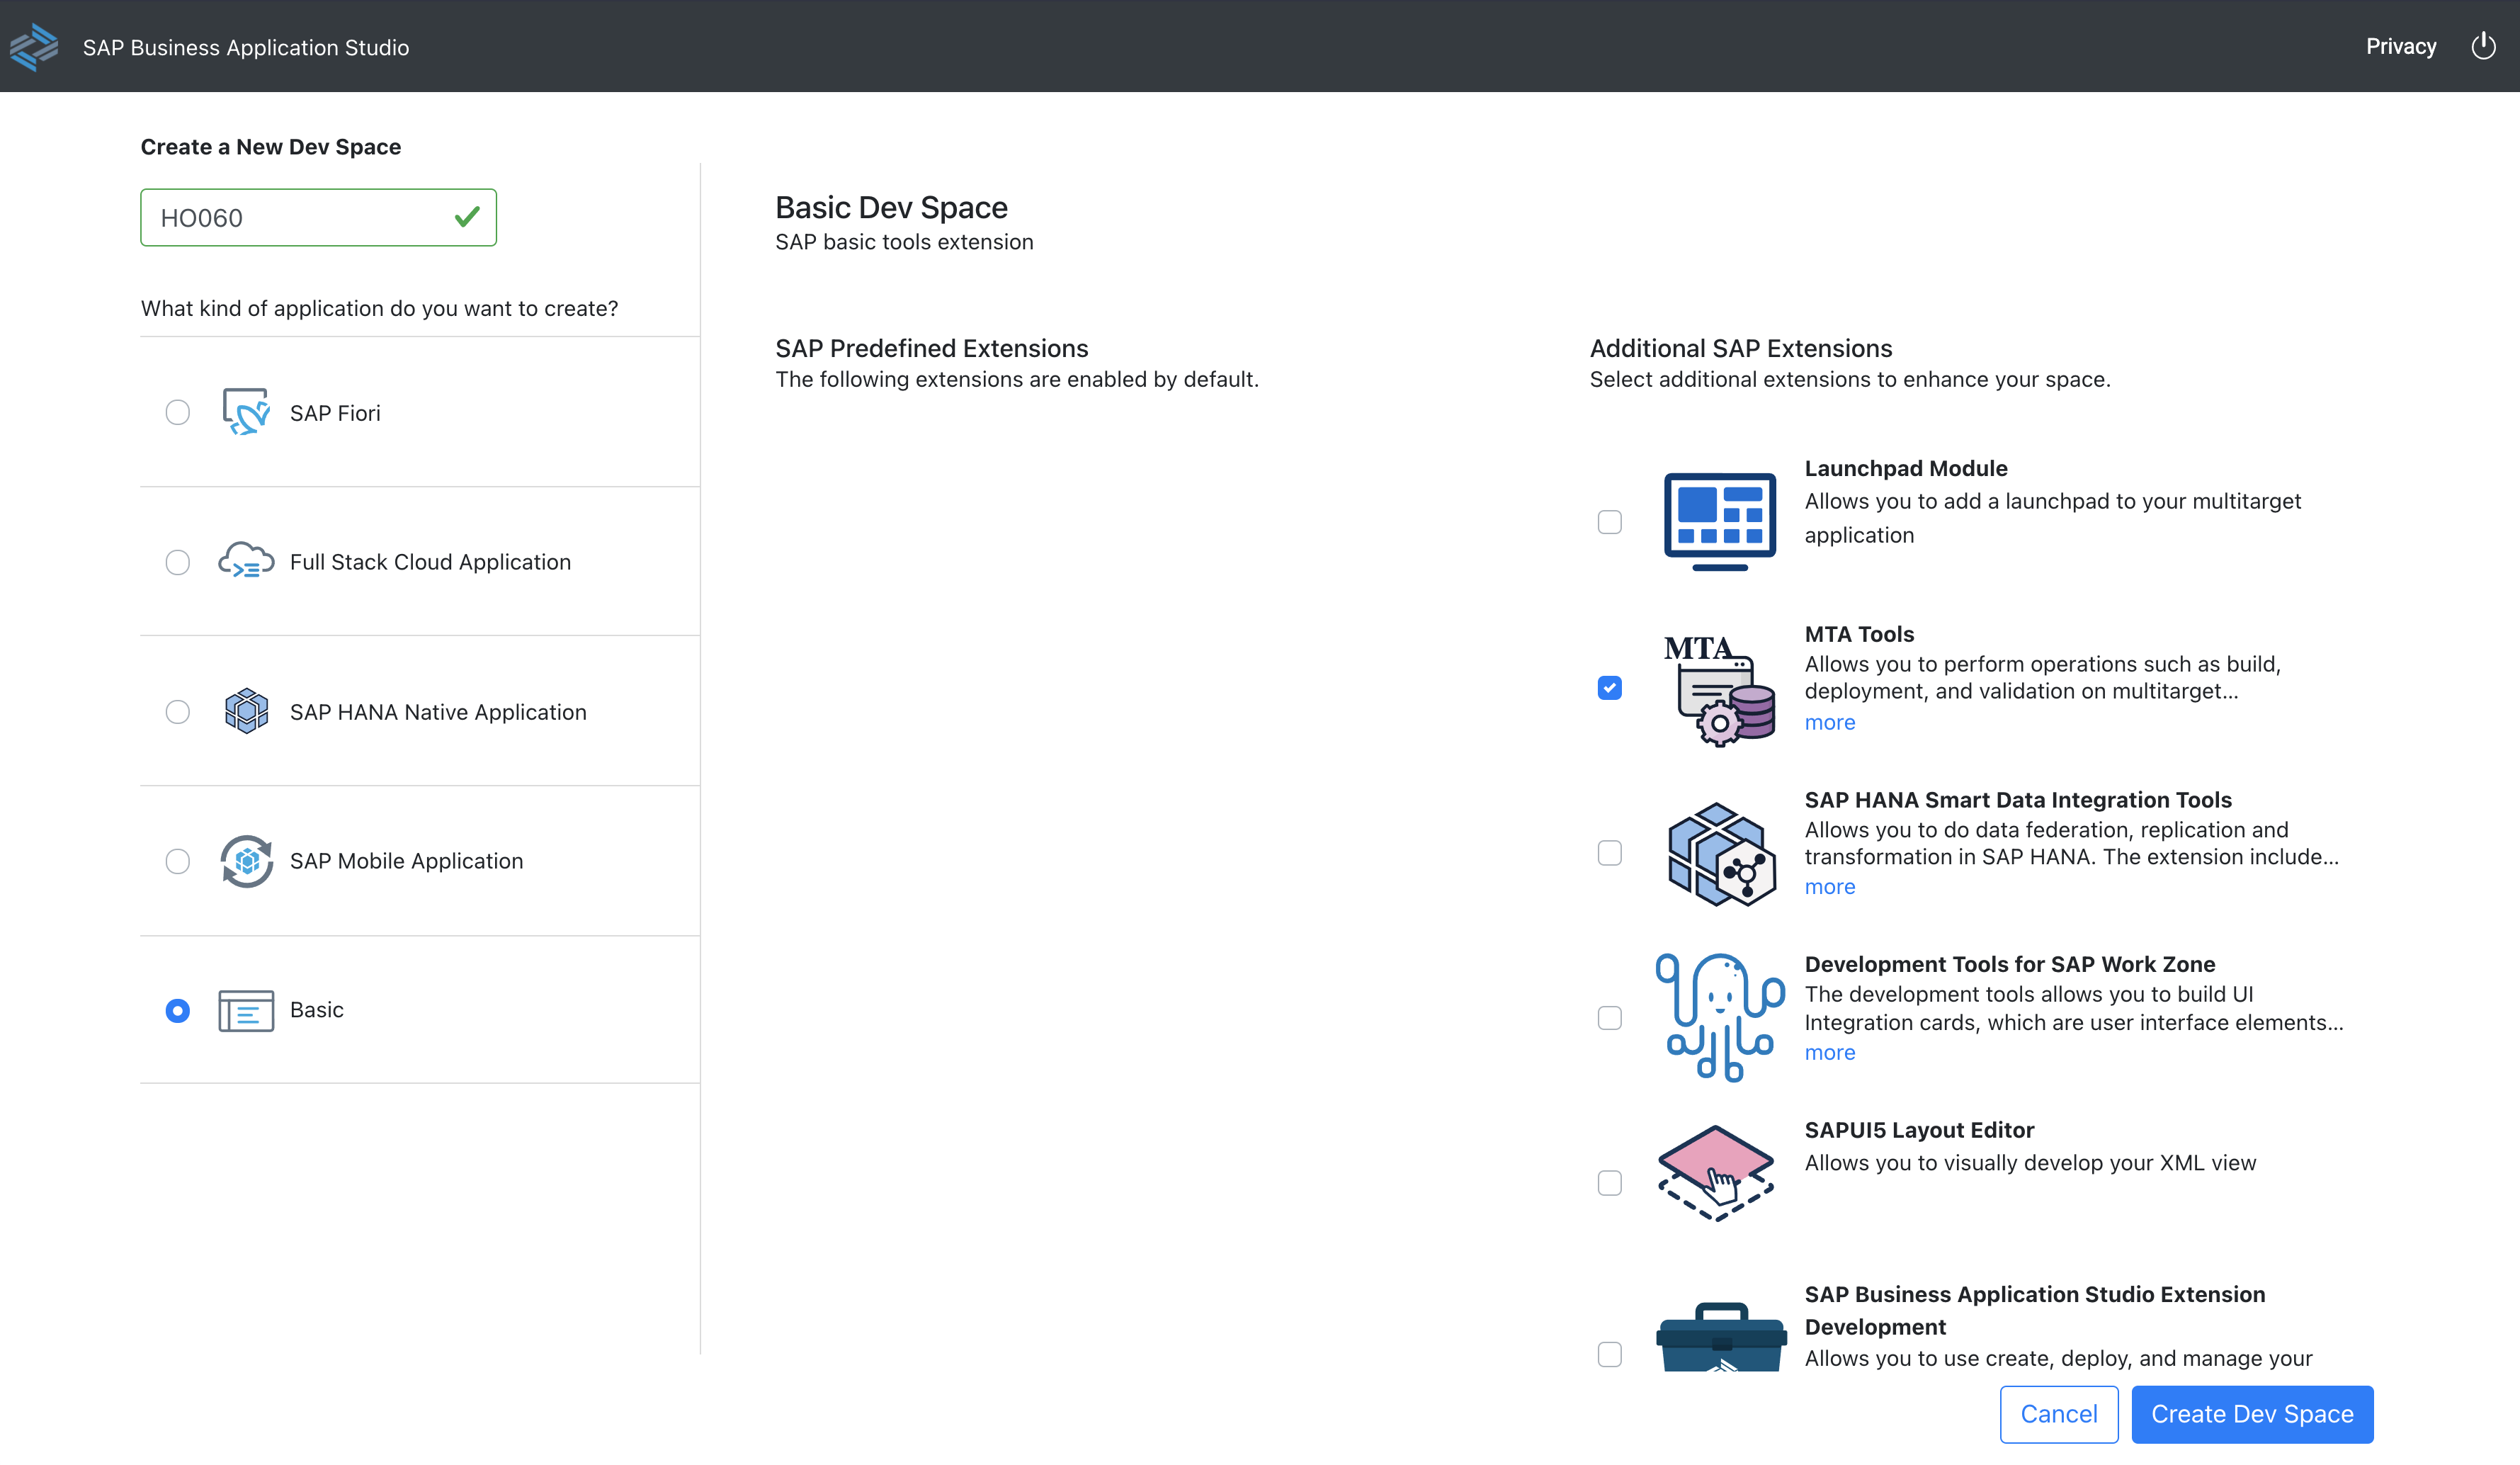 SAP Business Application Studio
Privacy
Create a New Dev Space
HO060
What kind of application do you want to create?
SAP Fiori
Full Stack Cloud Application
SAP HANA Native Application
SAP Mobile Application
Basic
Basic Dev Space
SAP basic tools extension
SAP Predefined Extensions
The following extensions are enabled by default.
Additional SAP Extensions
Select additional extensions to enhance your space.
Launchpad Module
Allows you to add a launchpad to your multitarget
application
MTA
MTA Tools
Allows you to perform operations such as build,
deployment, and validation on multitarget...
more
SAP HANA Smart Data Integration Tools
Allows you to do data federation, replication and
transformation in SAP HANA. The extension include...
more
Development Tools for SAP Work Zone
The development tools allows you to build UI
Integration cards, which are user interface elements...
more
SAPUI5 Layout Editor
Allows you to visually develop your XML view
SAP Business Application Studio Extension
Development
Allows you to use create, deploy, and manage your
Cancel
Create Dev Space